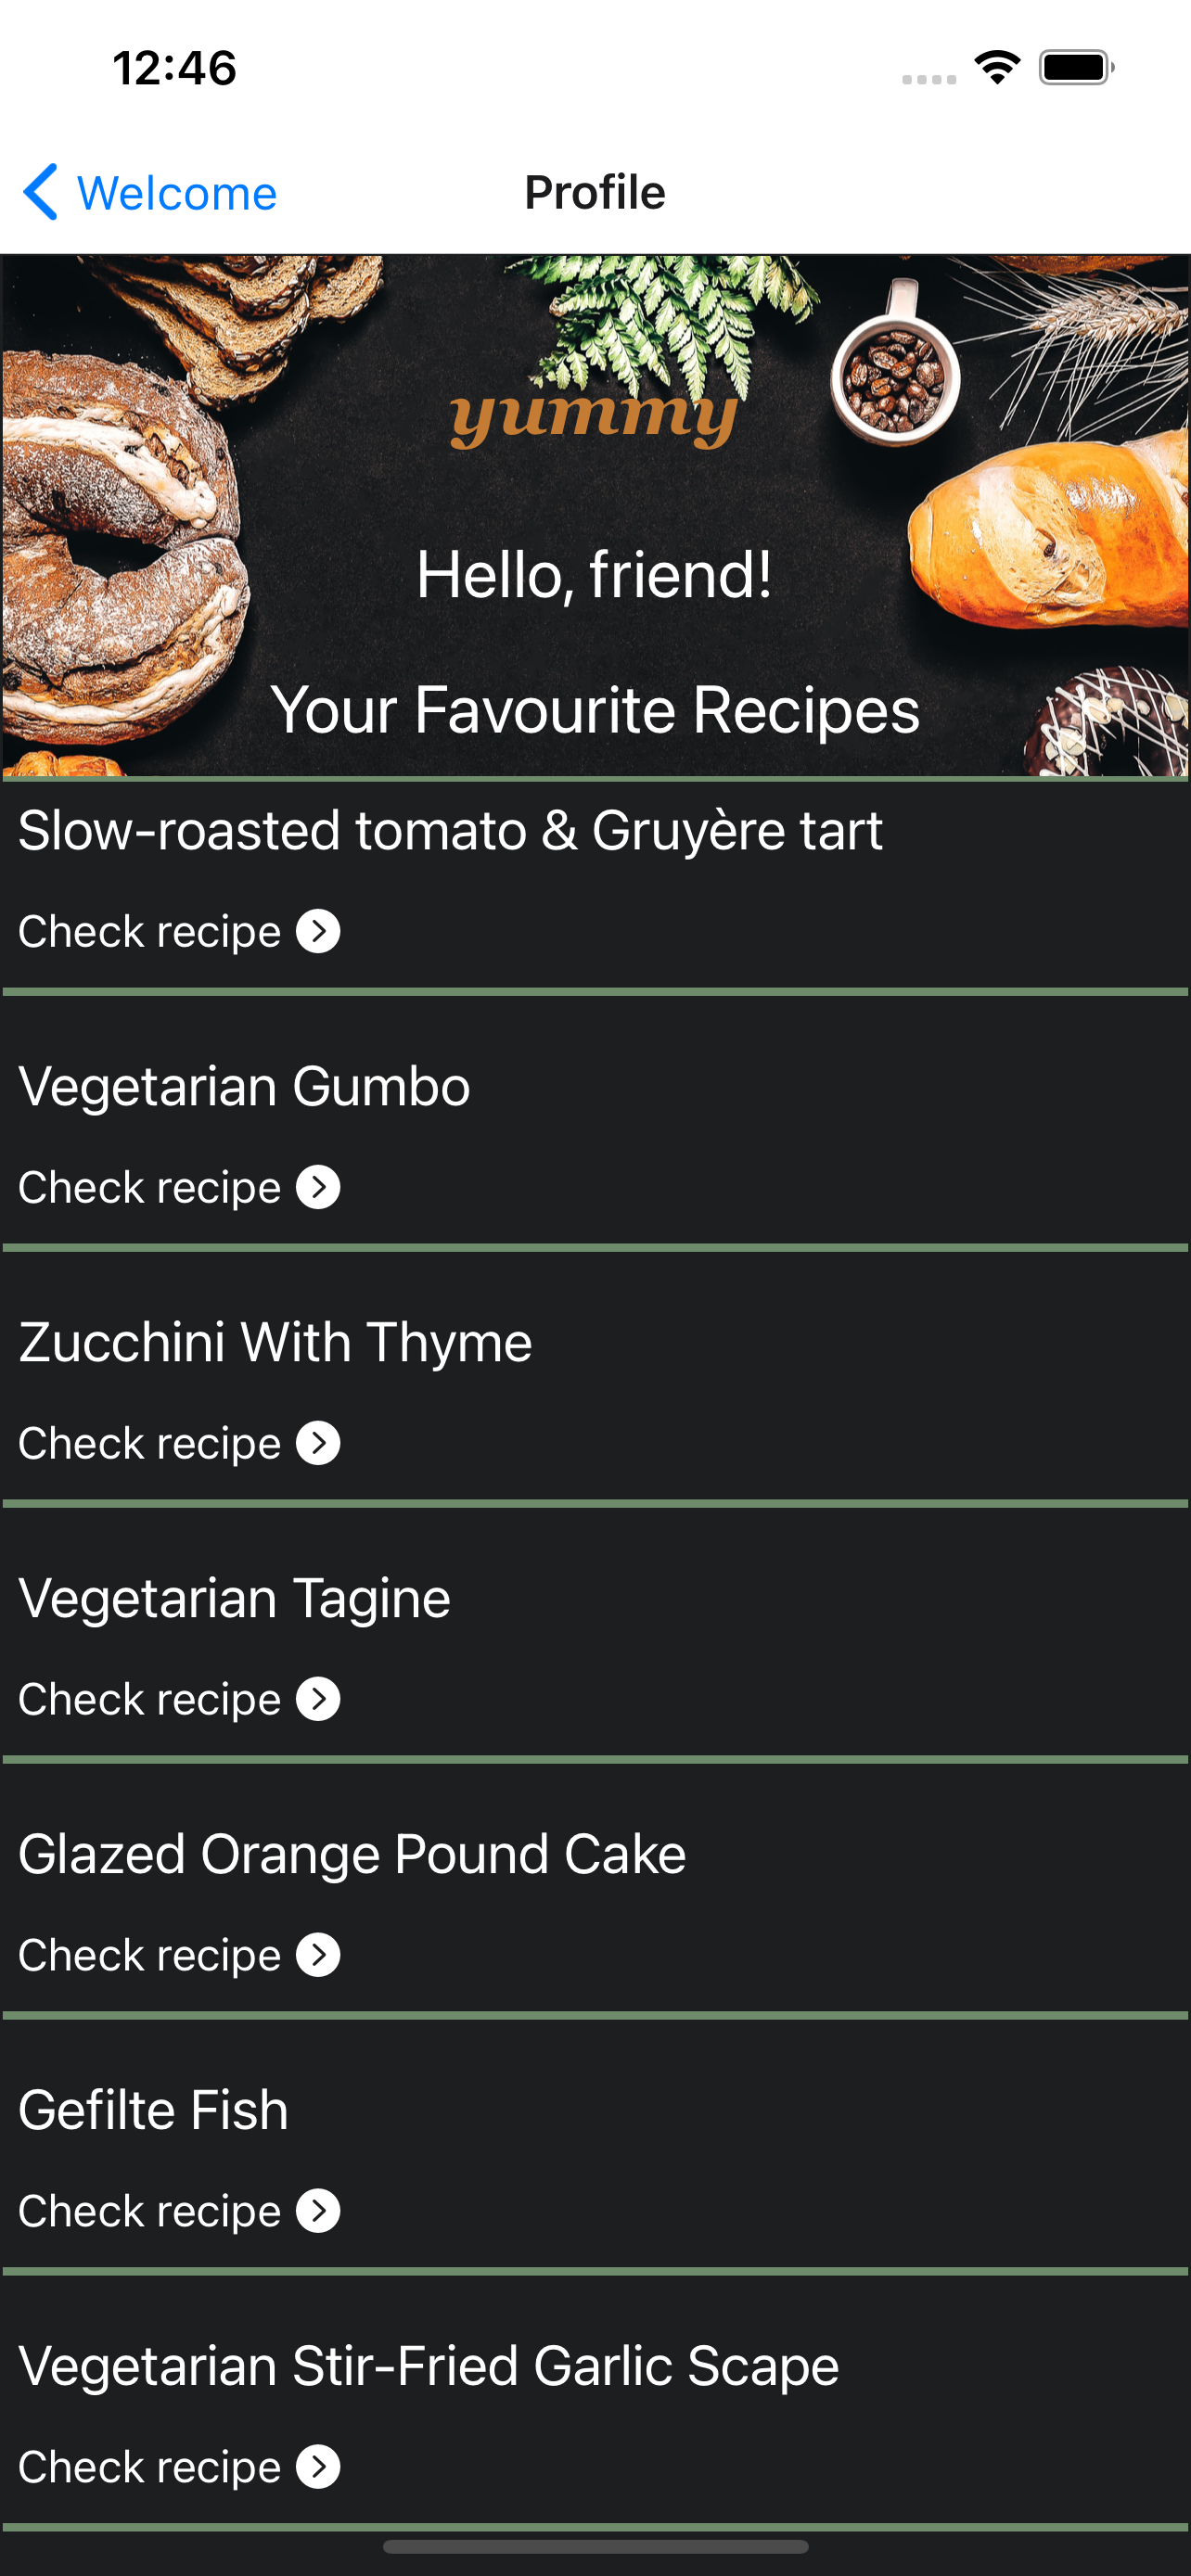 12:46
Welcome
Profile
yummy
Hello, friend!
Your Favourite Recipes
Slow-roasted tomato & Gruyère tart
Check recipe
Vegetarian Gumbo
Check recipe
Zucchini With Thyme
Check recipe
Vegetarian Tagine
Check recipe
Glazed Orange Pound Cake
Check recipe
Gefilte Fish
Check recipe
Vegetarian Stir-Fried Garlic Scape
Check recipe